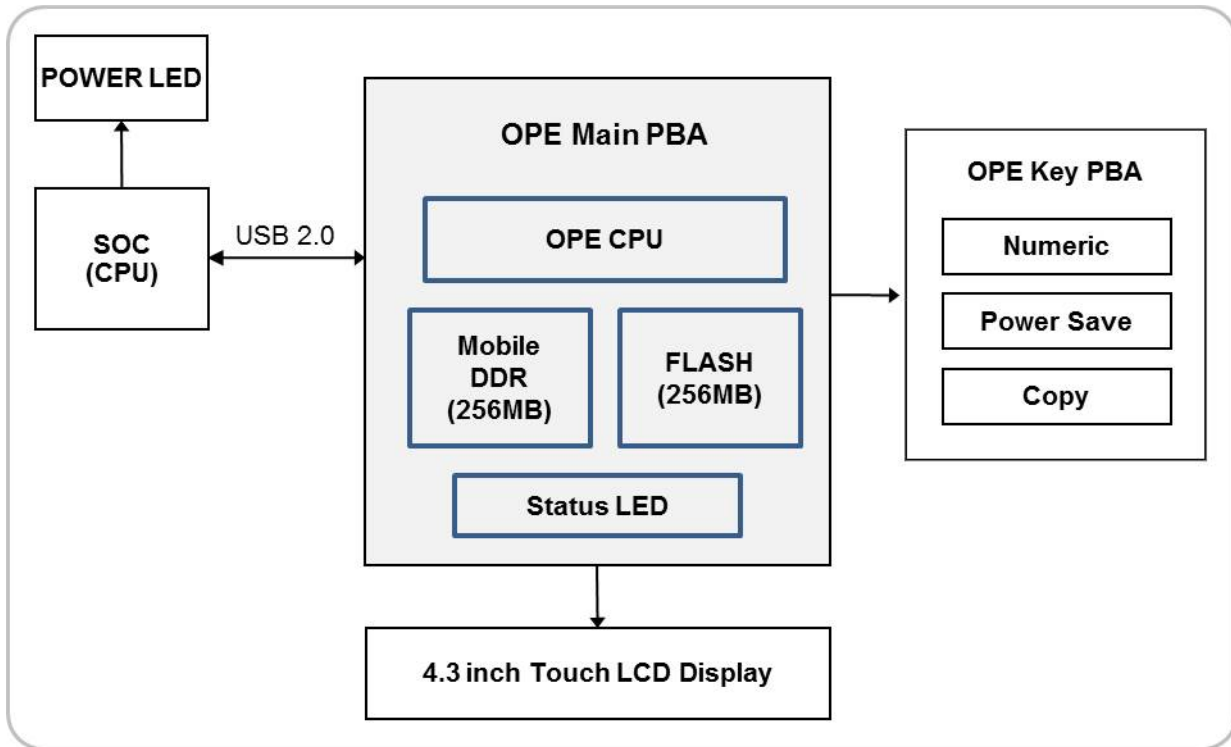 POWER LED
SOC
(CPU)
USB 2.0
OPE Main PBA
OPE CPU
Mobile
DDR
(256MB)
FLASH
(256MB)
Status LED
OPE Key PBA
Numeric
Power Save
Copy
4.3 inch Touch LCD Display